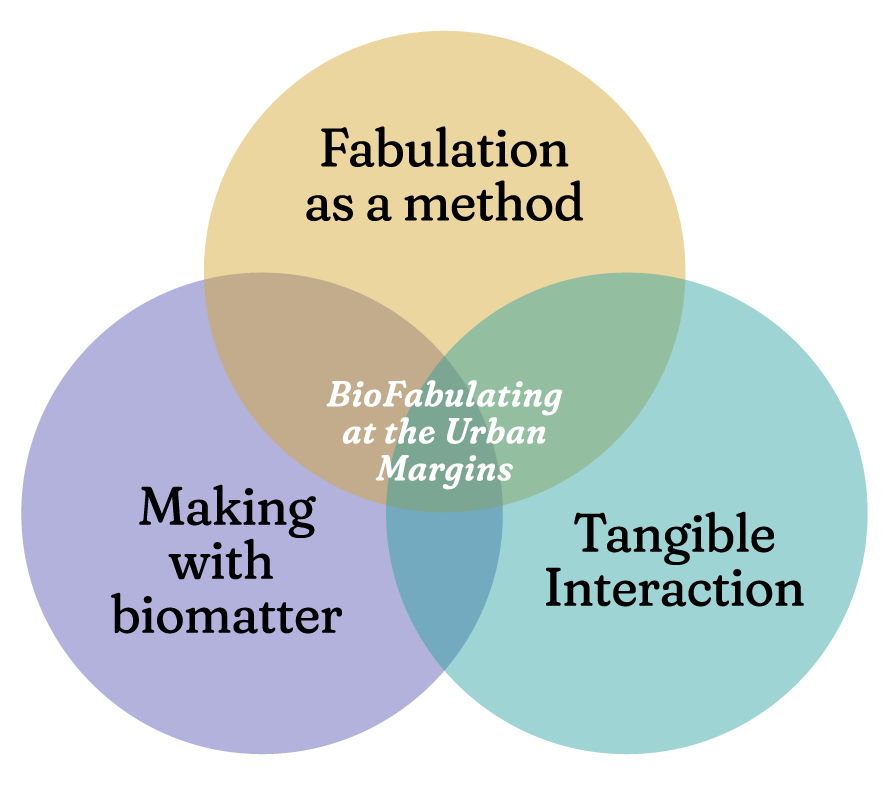 Fabulation
as a method
BioFabulating
at the Urban
Margins
Making
with
biomatter
Tangible
Interaction